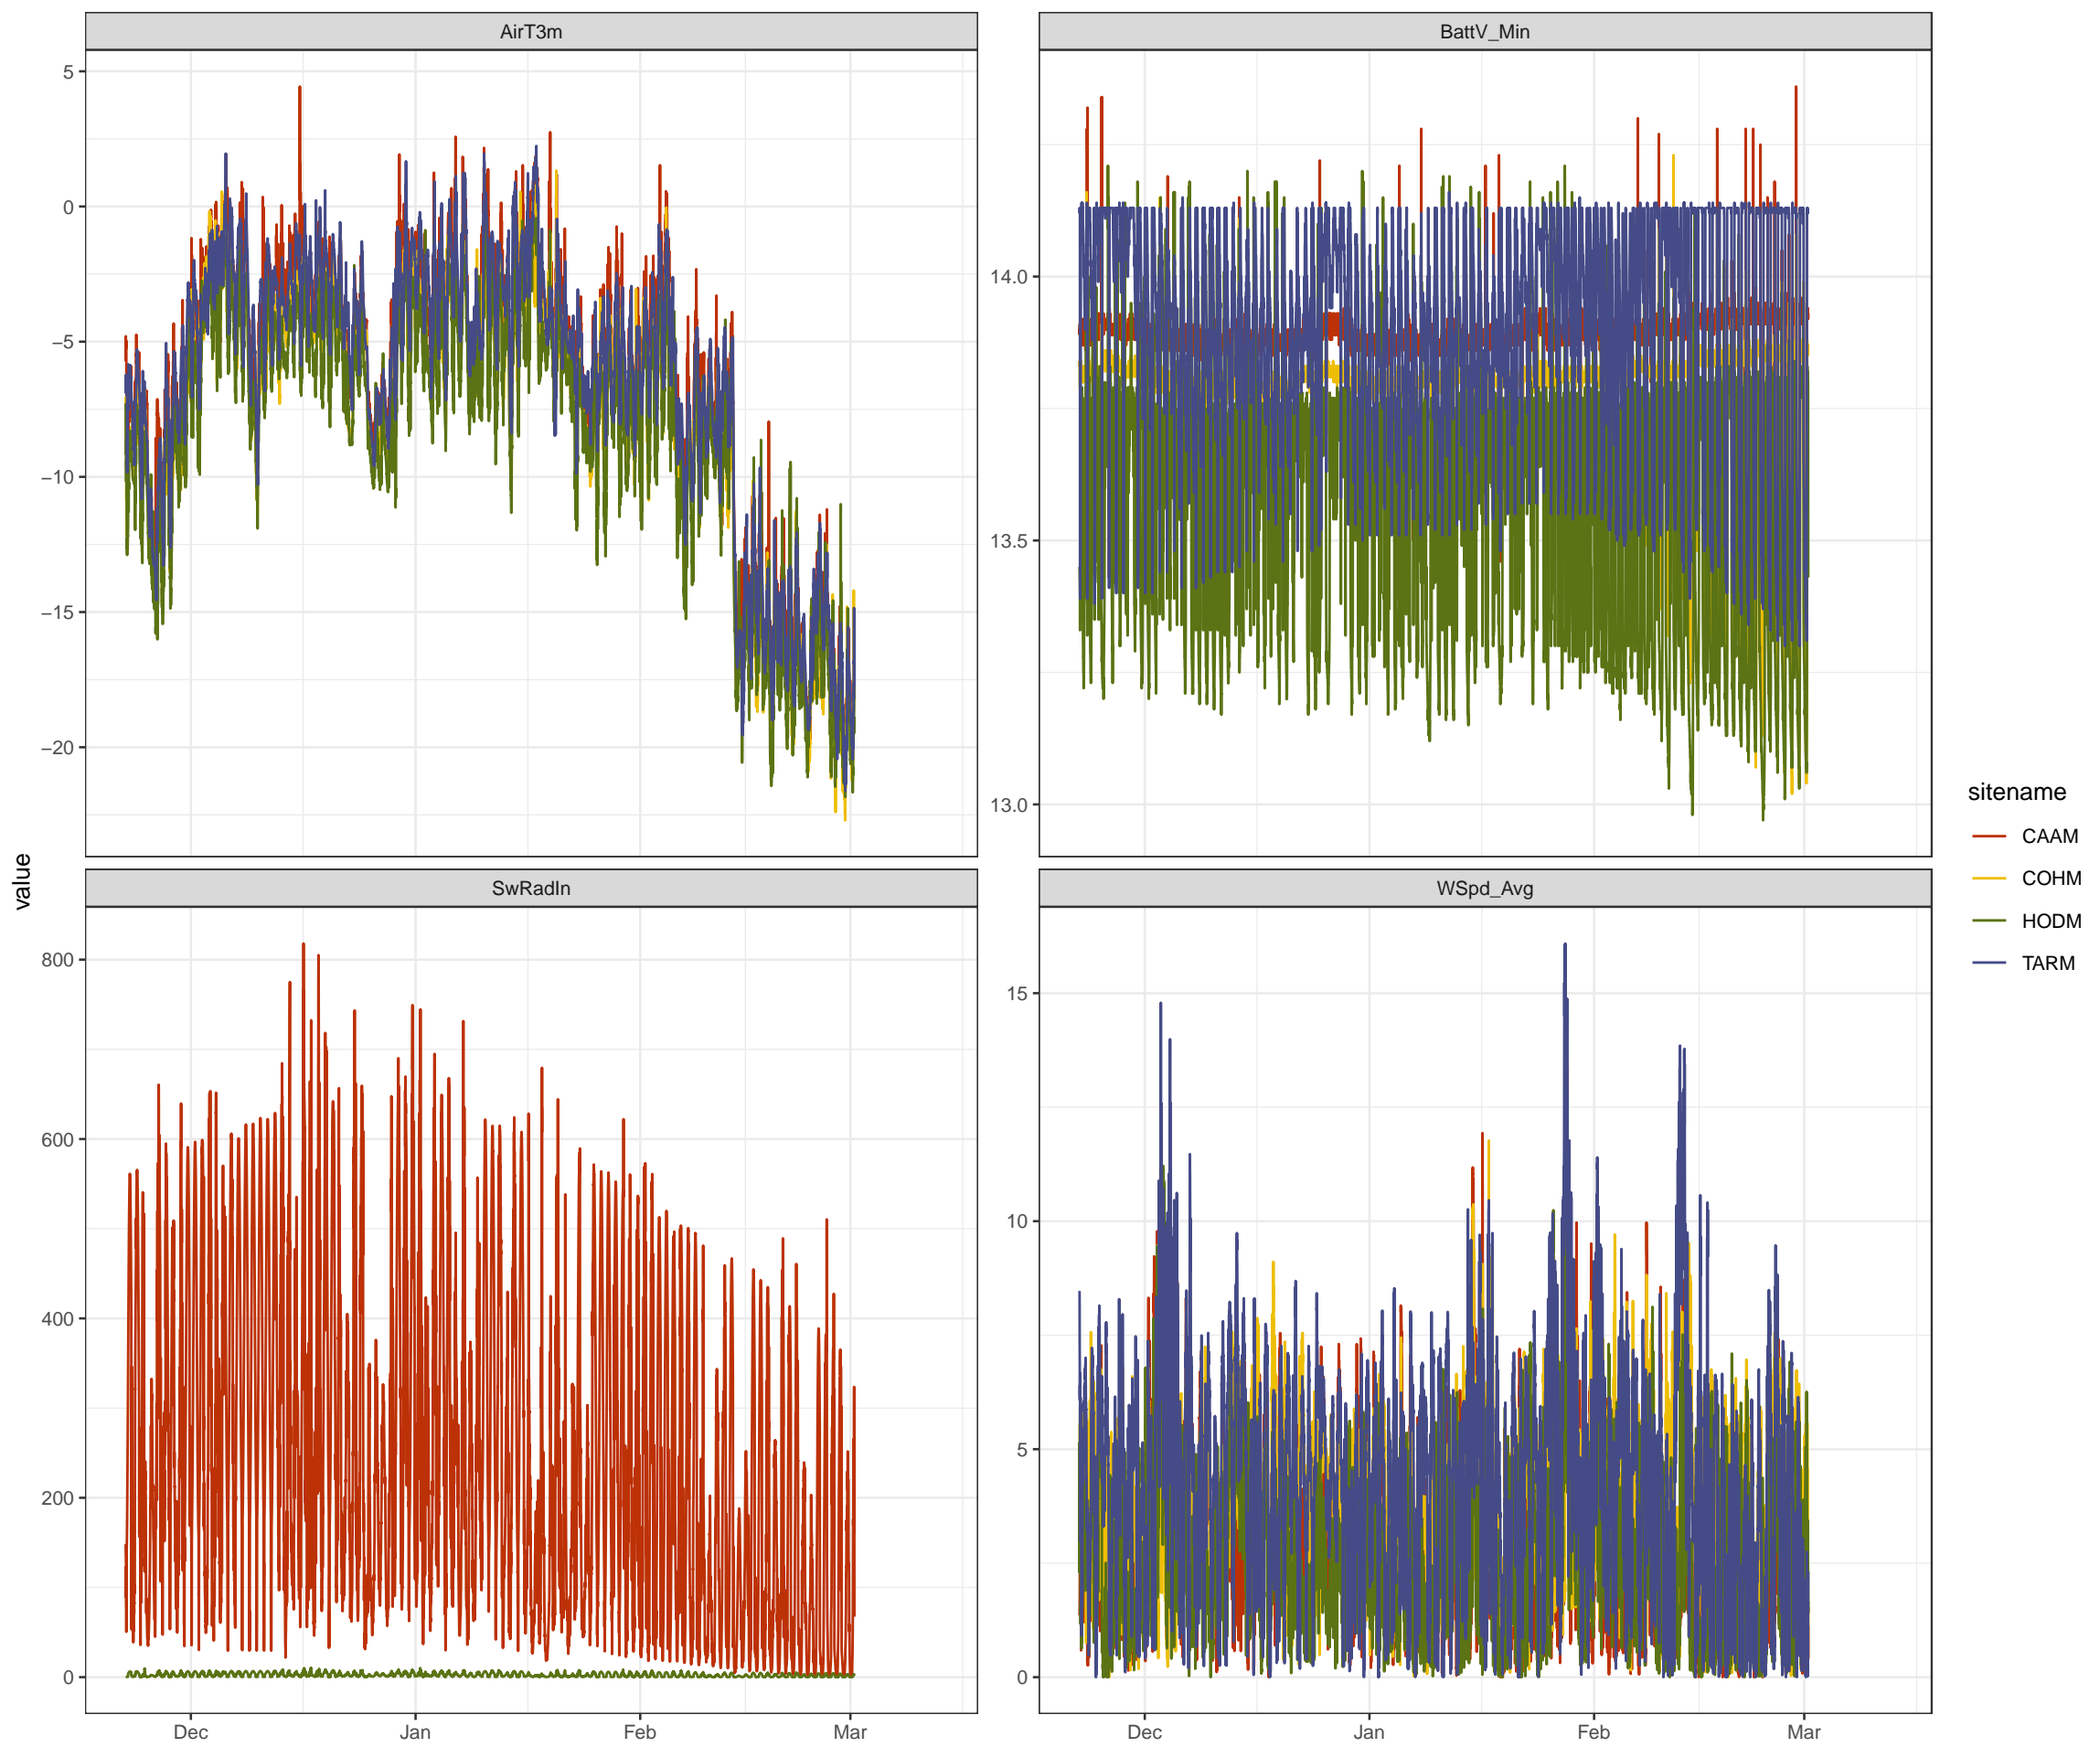 AirT3m
BattV_Min
5
0
−5
−10
−15
−20
14.0
13.5
13.0
SwRadIn
WSpd_Avg
800
600
400
200
0
15
10
5
0
Dec
Jan
Feb
Mar
Dec
Jan
Feb
Mar
value
sitename
CAAM
COHM
HODM
TARM